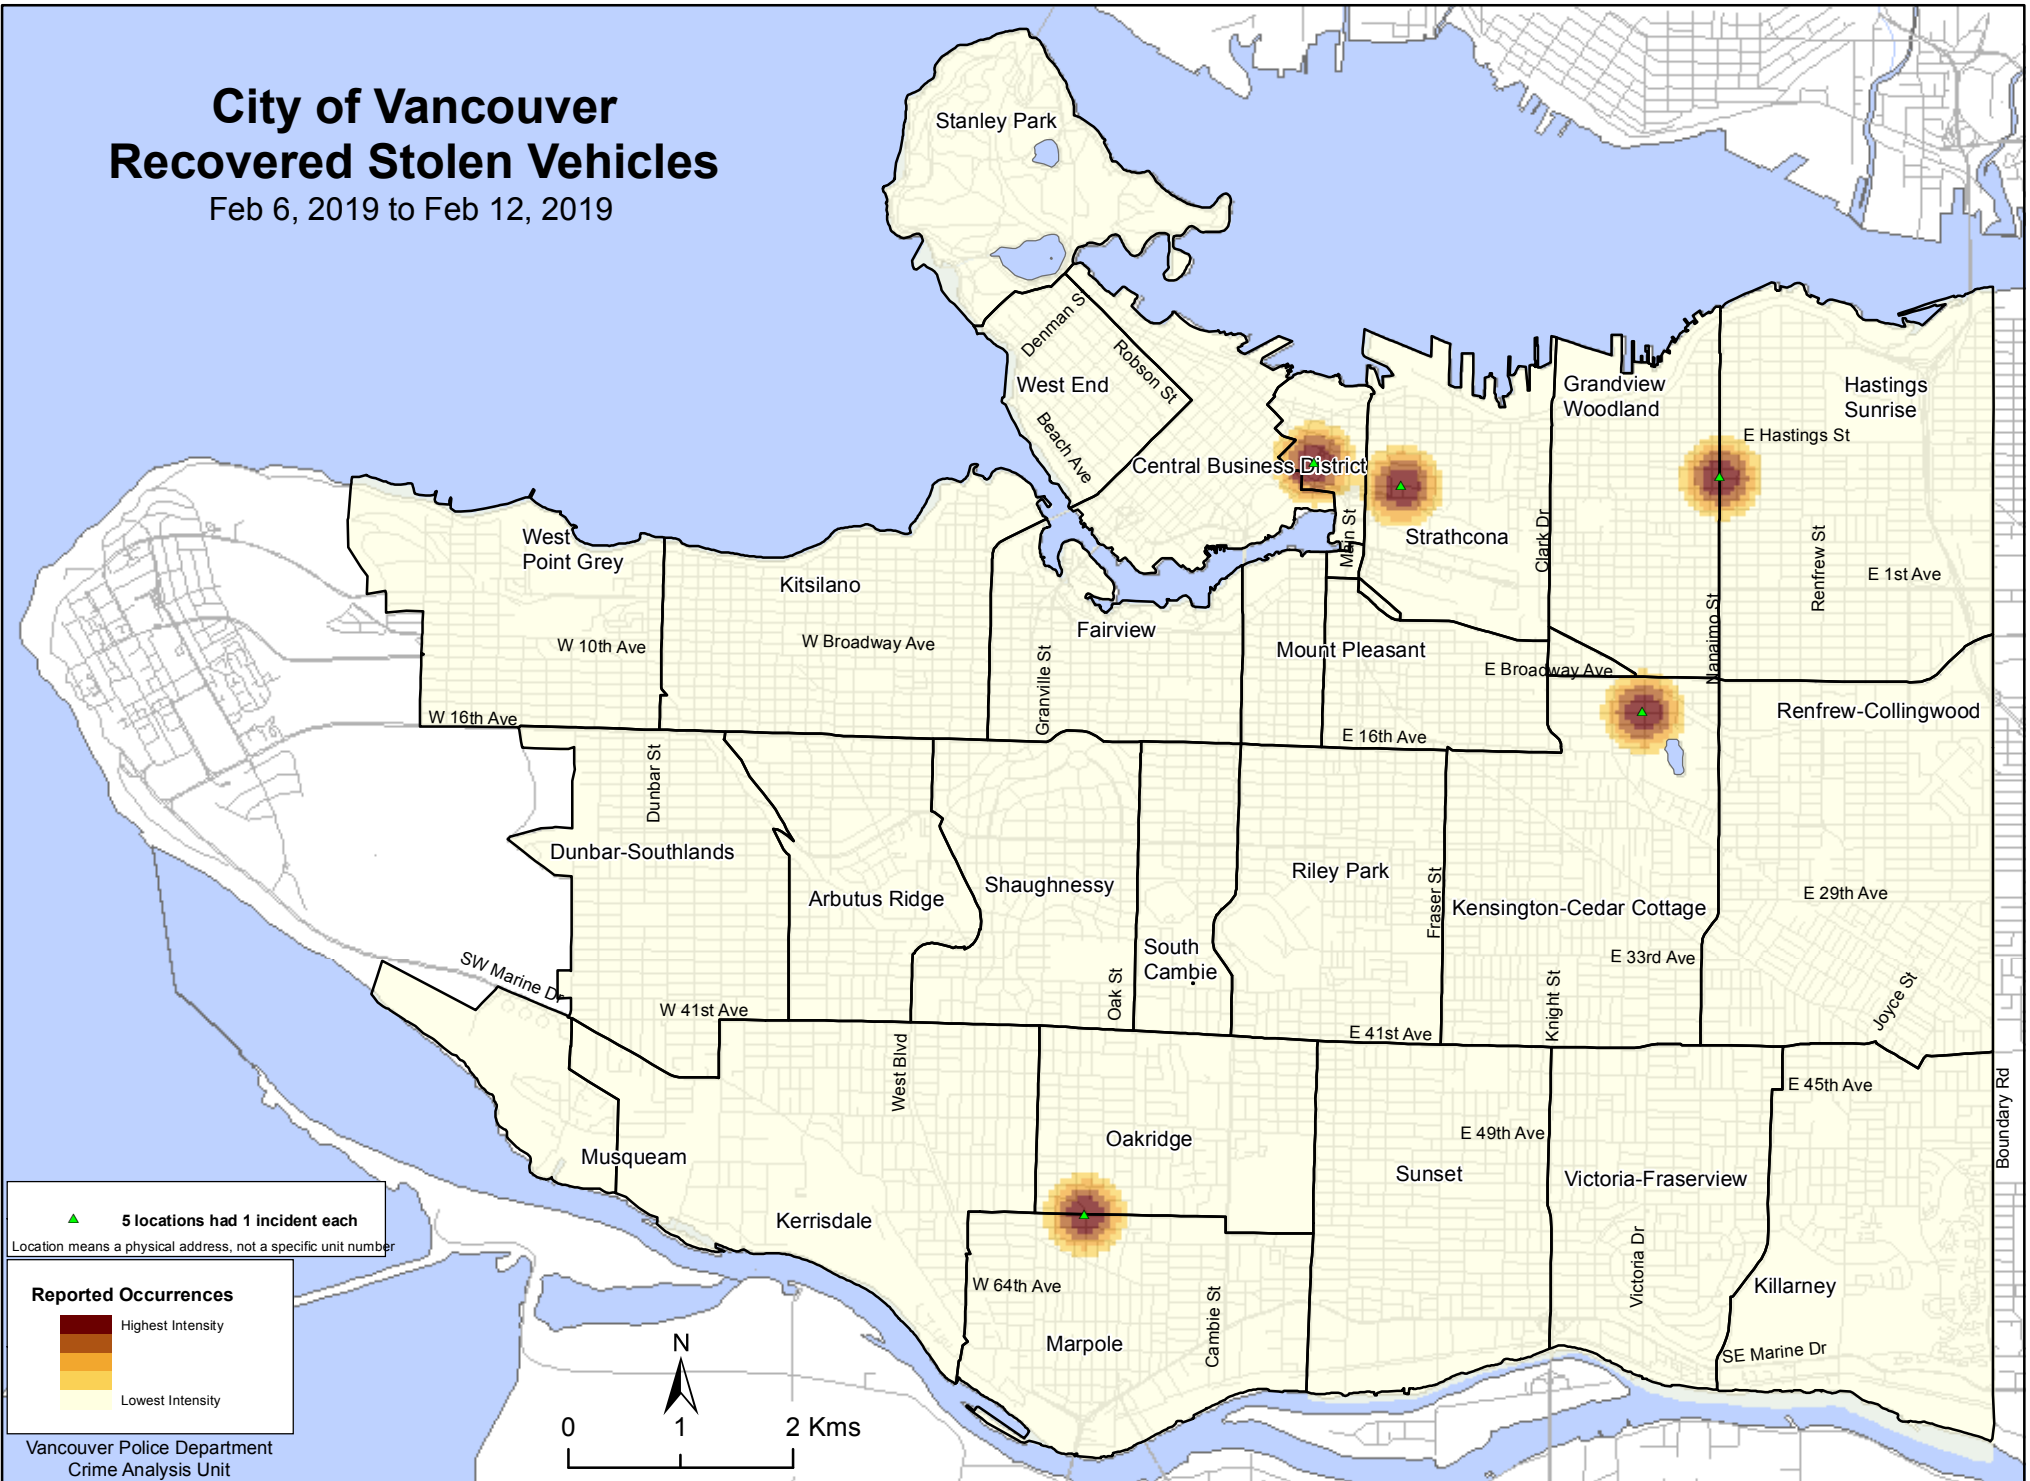 City of Vancouver
Recovered Stolen Vehicles
Feb 6, 2019 to Feb 12, 2019
Stanley Park
Denman S
Robson St
West End
Beach Ave
Central Business District
Grandview
Woodland
Hastings
Sunrise
E Hastings St
Main St
Strathcona
Clark Dr
Nanaimo St
Renfrew St
E 1st Ave
West
Point Grey
Kitsilano
W 10th Ave
W Broadway Ave
Fairview
Granville St
Mount Pleasant
E Broadway Ave
W 16th Ave
E 16th Ave
Renfrew-Collingwood
Dunbar St
Dunbar-Southlands
Arbutus Ridge
Shaughnessy
Riley Park
Fraser St
Kensington-Cedar Cottage
E 29th Ave
South
Cambie
Oak St
E 33rd Ave
Knight St
Joyce St
SW Marine Dr
W 41st Ave
E 41st Ave
West Blvd
E 45th Ave
Boundary Rd
Oakridge
E 49th Ave
Musqueam
Sunset
Victoria-Fraserview
Kerrisdale
Victoria Dr
W 64th Ave
Cambie St
Killarney
Marpole
SE Marine Dr
5 locations had 1 incident each
Location means a physical address, not a specific unit number
Reported Occurrences
Highest Intensity
Lowest Intensity
Vancouver Police Department
Crime Analysis Unit
N
0 1 2 Kms